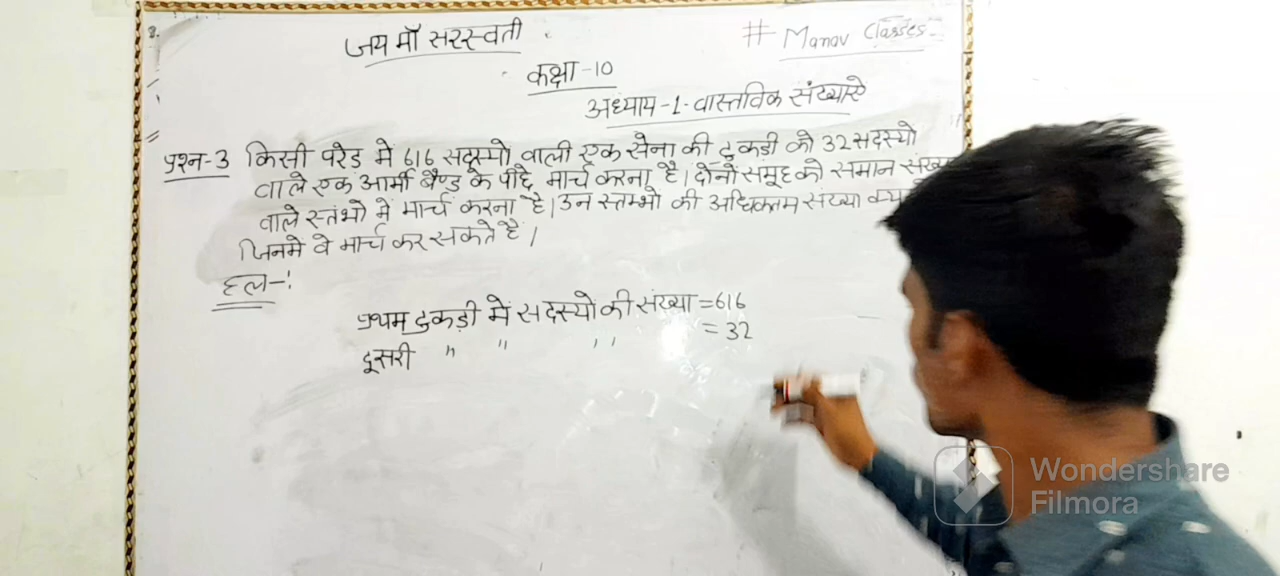 जय माँ सरस्वती
# Manav Classes
कक्षा-10
अध्याय-1-वास्तविक संख्याऐ
प्रश्न-3 किसी परेड मे 616 सदस्यो वाली एक सेना की टुकडी को 32 सदस्यो
वाले एक आर्मी बैण्ड के पीछे मार्च करना है। दोनों समूह को समान संख्या
वाले स्तंभो में मार्च करना है। उन स्तम्भो की अधिकतम संख्या क्या
जिनमे वे मार्च कर सकते है।
हल-:
प्रथम टुकड़ी में सदस्यो की संख्या = 616
दूसरी " " " = 32
Wondershare
Filmora